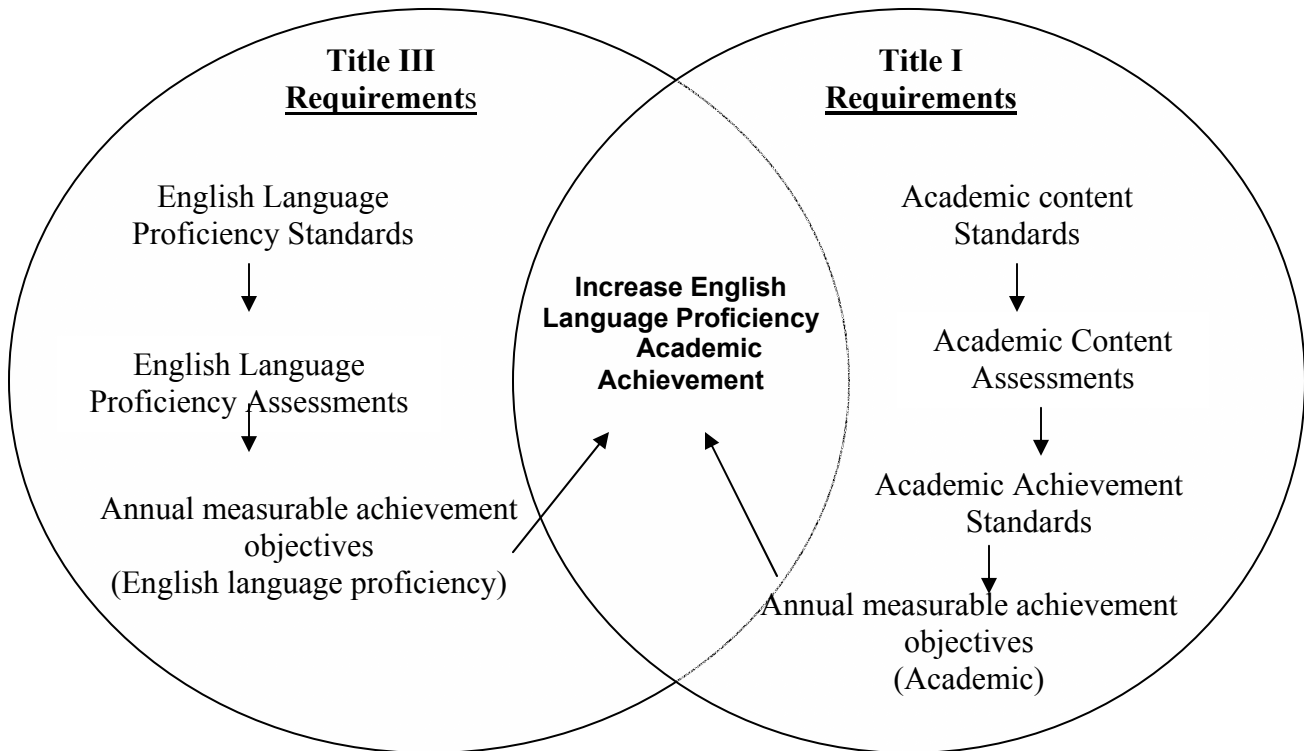 Title III
Requirements
English Language
Proficiency Standards
English Language
Proficiency Assessments
Annual measurable achievement
objectives
(English language proficiency)
Increase English
Language Proficiency
Academic
Achievement
Title I
Requirements
Academic content
Standards
Academic Content
Assessments
Academic Achievement
Standards
Annual measurable achievement
objectives
(Academic)